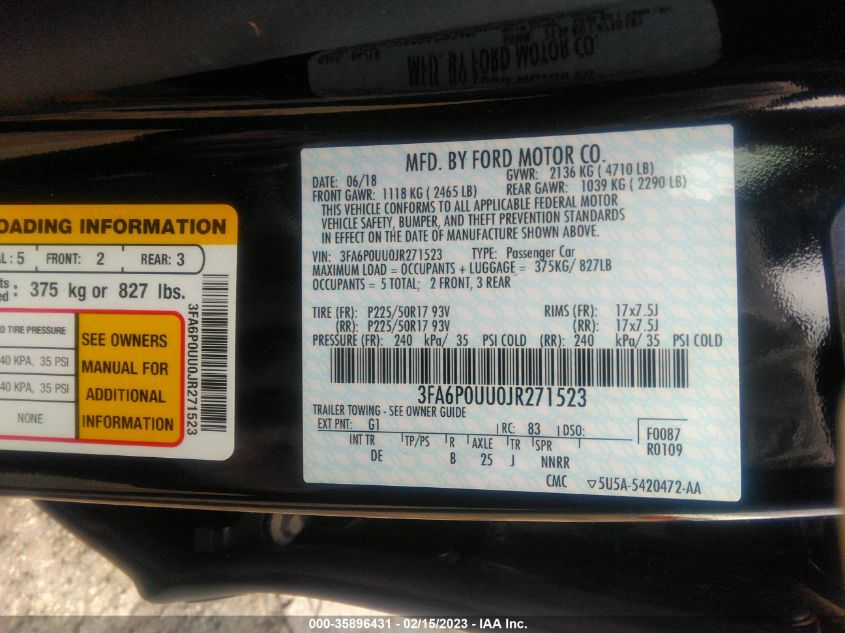 MFD. BY FORD MOTOR CO.
DATE: 06/18 GVWR: 2136 KG ( 4710 LB)
FRONT GAWR: 1118 KG ( 2465 LB) REAR GAWR: 1039 KG ( 2290 LB)
THIS VEHICLE CONFORMS TO ALL APPLICABLE FEDERAL MOTOR
VEHICLE SAFETY, BUMPER, AND THEFT PREVENTION STANDARDS
IN EFFECT ON THE DATE OF MANUFACTURE SHOWN ABOVE.
VIN: 3FA6P0UU0JR271523 TYPE: Passenger Car
MAXIMUM LOAD = OCCUPANTS + LUGGAGE = 375KG/ 827LB
OCCUPANTS = 5 TOTAL; 2 FRONT, 3 REAR
TIRE (FR): P225/50R17 93V RIMS (FR): 17x7.5J
(RR): P225/50R17 93V (RR): 17x7.5J
PRESSURE (FR): 240 kPa/ 35 PSI COLD (RR): 240 kPa/ 35 PSI COLD
3FA6P0UU0JR271523
TRAILER TOWING - SEE OWNER GUIDE
EXT PNT: G1 RC: 83 DSO: F0087
INT TR TP/PS R AXLE TR SPR R0109
DE B 25 J NNRR
CMC ▽5U5A-5420472-AA
OADING INFORMATION
L : 5 FRONT: 2 REAR: 3
375 kg or 827 lbs.
D TIRE PRESSURE
40 KPA, 35 PSI
40 KPA, 35 PSI
NONE
SEE OWNERS
MANUAL FOR
ADDITIONAL
INFORMATION
3FA6P0UU0JR271523
000-35896431 - 02/15/2023 - IAA Inc.